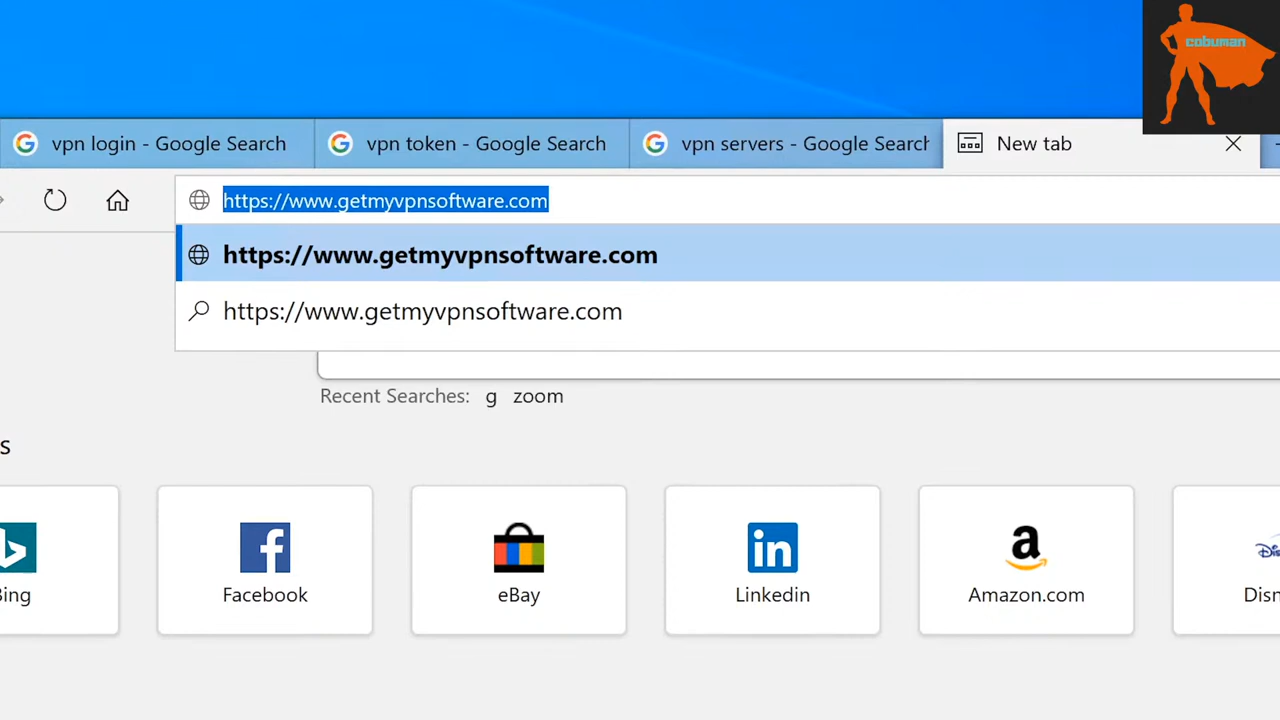 cobuman
vpn login - Google Search
vpn token - Google Search
vpn servers - Google Search
New tab
https://www.getmyvpnsoftware.com
https://www.getmyvpnsoftware.com
https://www.getmyvpnsoftware.com
Recent Searches: g zoom
s
Bing
Facebook
eBay
Linkedin
Amazon.com